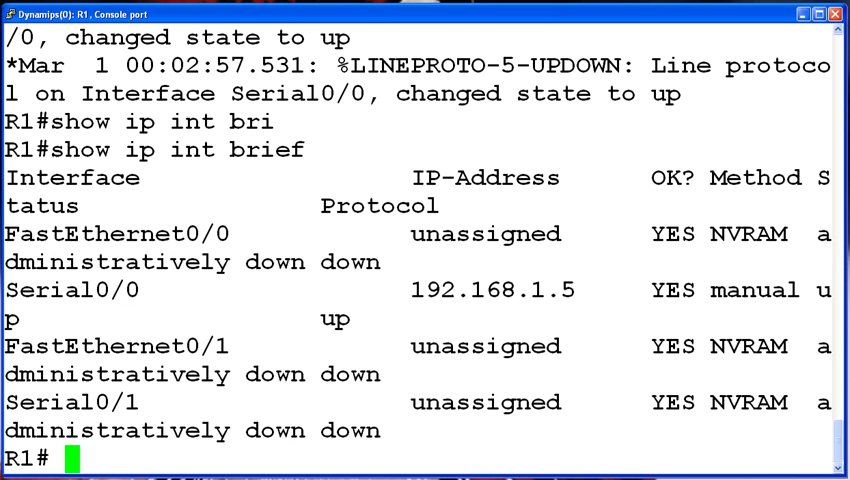 Dynamips(0): R1, Console port
/0, changed state to up
*Mar  1 00:02:57.531: %LINEPROTO-5-UPDOWN: Line protoco
l on Interface Serial0/0, changed state to up
R1#show ip int bri
R1#show ip int brief
Interface                  IP-Address      OK? Method S
tatus                Protocol
FastEthernet0/0            unassigned      YES NVRAM  a
dministratively down down
Serial0/0                  192.168.1.5     YES manual u
p                    up
FastEthernet0/1            unassigned      YES NVRAM  a
dministratively down down
Serial0/1                  unassigned      YES NVRAM  a
dministratively down down
R1#